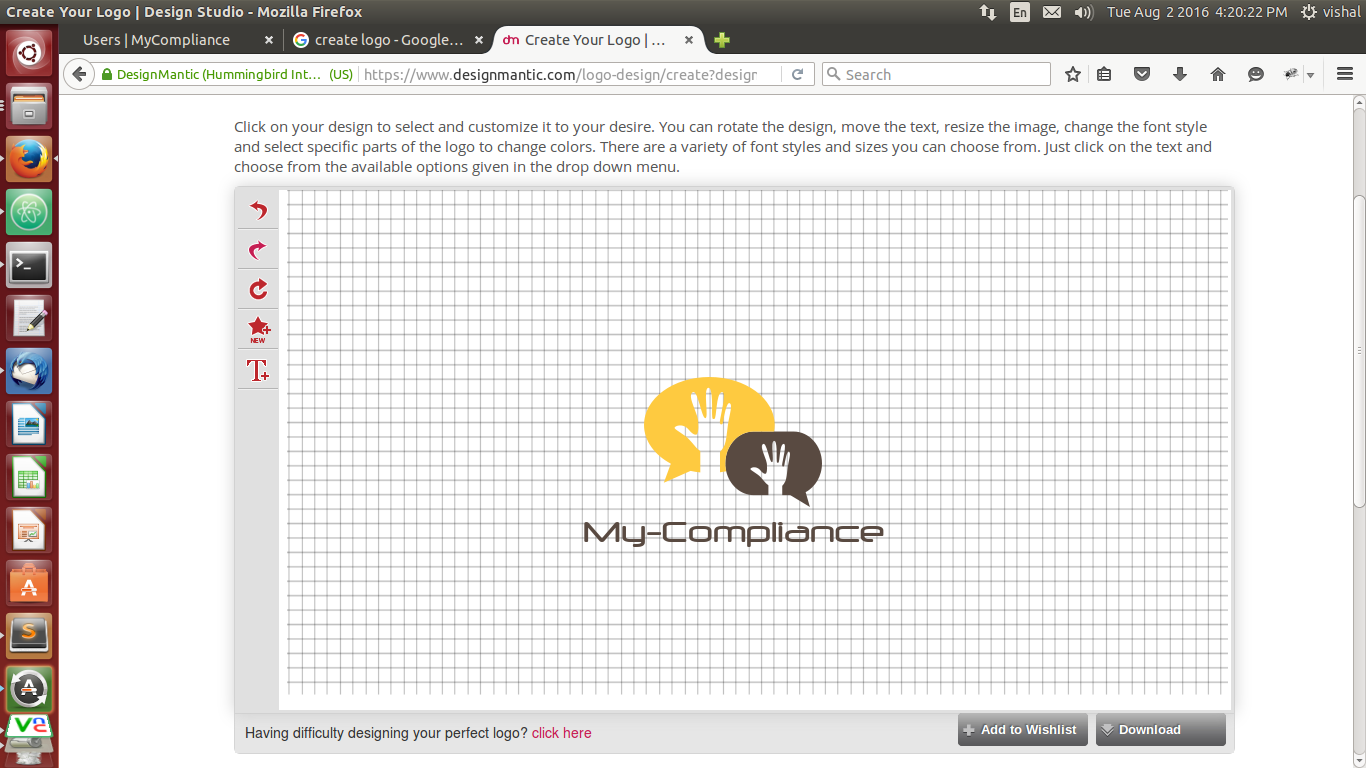 Create Your Logo | Design Studio - Mozilla Firefox
En
Tue Aug 2 2016 4:20:22 PM
vishal
Users | MyCompliance
create logo - Google...
dm Create Your Logo | ...
DesignMantic (Hummingbird Int... (US)
https://www.designmantic.com/logo-design/create?design
Search
Click on your design to select and customize it to your desire. You can rotate the design, move the text, resize the image, change the font style
and select specific parts of the logo to change colors. There are a variety of font styles and sizes you can choose from. Just click on the text and
choose from the available options given in the drop down menu.
NEW
T+
My-Compliance
Having difficulty designing your perfect logo? click here
Add to Wishlist
Download